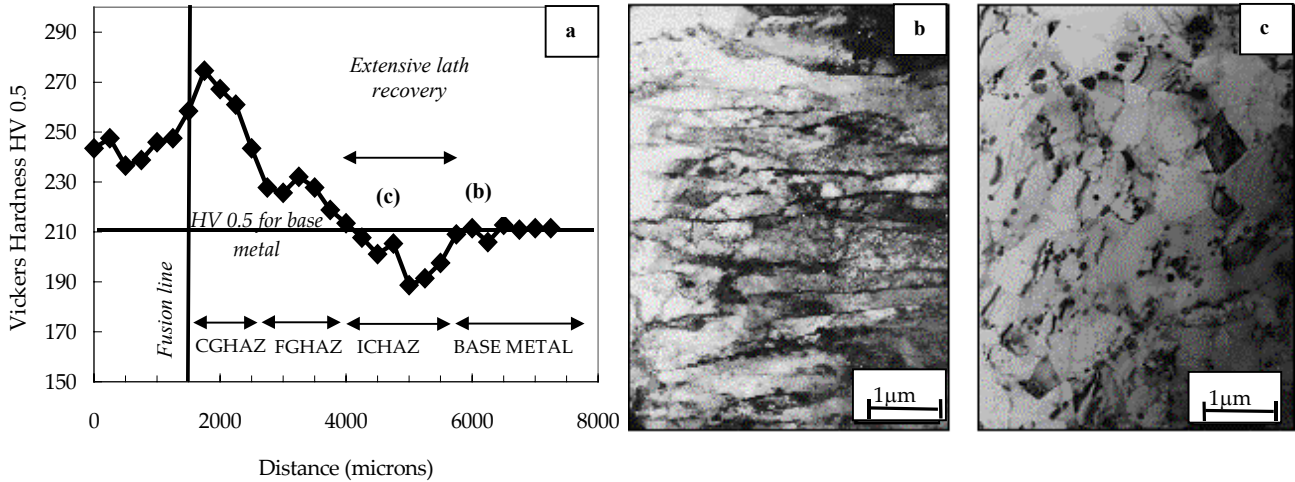 Vickers Hardness HV 0.5
290
270
250
230
210
190
170
150
a
Extensive lath
recovery
(c)
(b)
HV 0.5 for base
metal
Fusion line
CGHAZ
FGHAZ
ICHAZ
BASE METAL
0
2000
4000
6000
8000
Distance (microns)
b
1μm
c
1μm